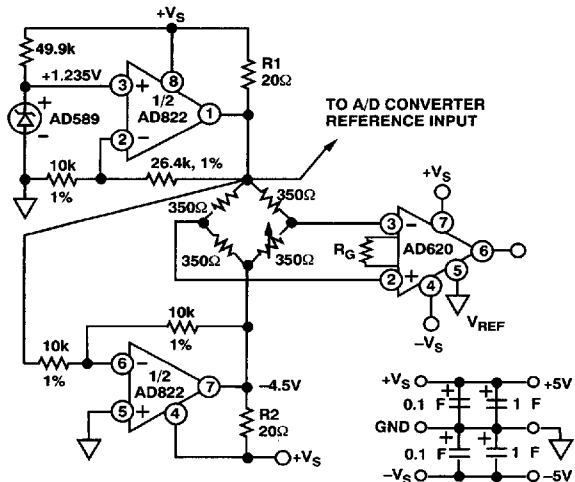 +VS
49.9k
R1
20Ω
+1.235V
3
+
8
1/2
AD822
1
TO A/D CONVERTER
REFERENCE INPUT
+
AD589
−
2
−
10k
1%
26.4k, 1%
+VS
350Ω
350Ω
7
3
−
RG
AD620
6
350Ω
350Ω
2
+
5
4
VREF
−VS
10k
1%
10k
1%
6
−
1/2
AD822
7
−4.5V
5
+
4
R2
20Ω
+VS
+VS
+
+
+5V
0.1 F
1 F
GND
+
+
0.1 F
1 F
−VS
−5V